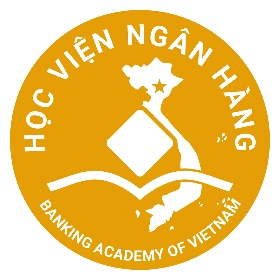 HỌC VIỆN NGÂN HÀNG
BANKING ACADEMY OF VIETNAM